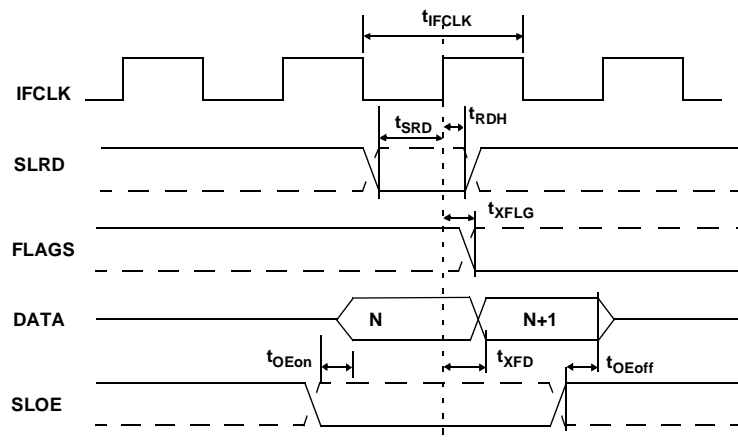 tIFCLK
IFCLK
tSRD
tRDH
SLRD
tXFLG
FLAGS
DATA
N
N+1
tOEon
tXFD
tOEoff
SLOE